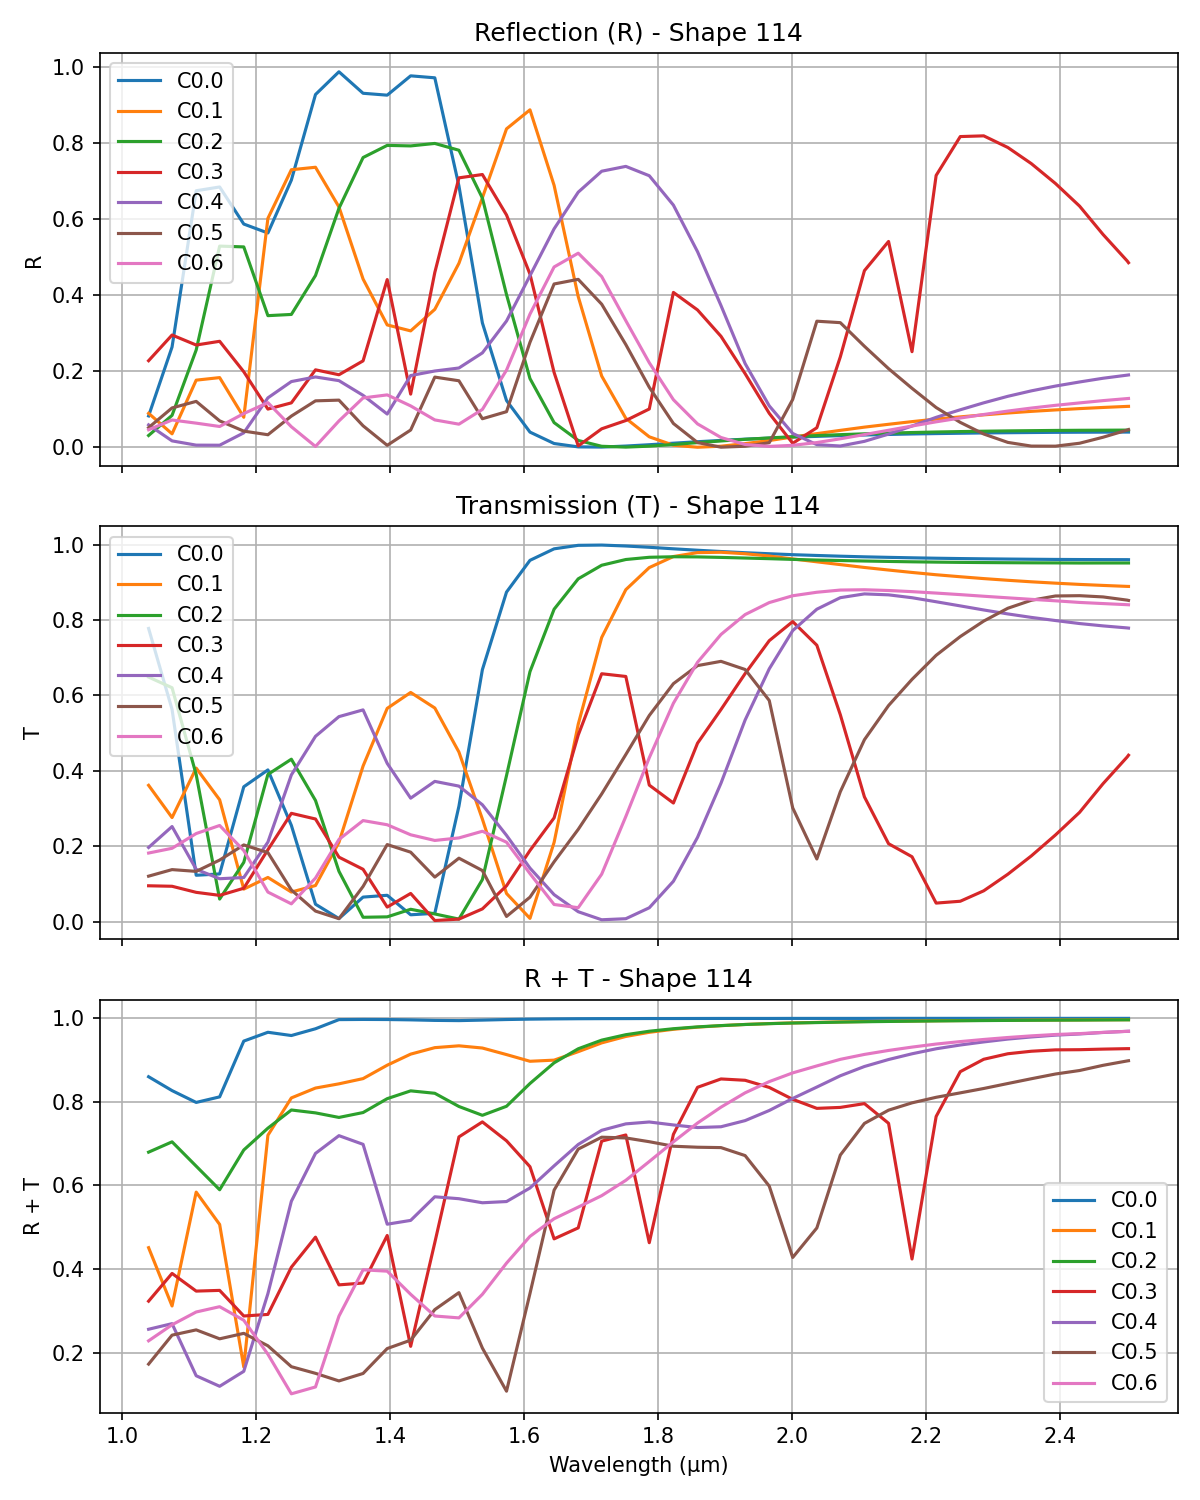 Reflection (R) - Shape 114
1.0
0.8
0.6
0.4
0.2
0.0
R
C0.0
C0.1
C0.2
C0.3
C0.4
C0.5
C0.6
Transmission (T) - Shape 114
1.0
0.8
0.6
0.4
0.2
0.0
T
C0.0
C0.1
C0.2
C0.3
C0.4
C0.5
C0.6
R + T - Shape 114
1.0
0.8
0.6
0.4
0.2
R + T
C0.0
C0.1
C0.2
C0.3
C0.4
C0.5
C0.6
1.0 1.2 1.4 1.6 1.8 2.0 2.2 2.4
Wavelength (µm)